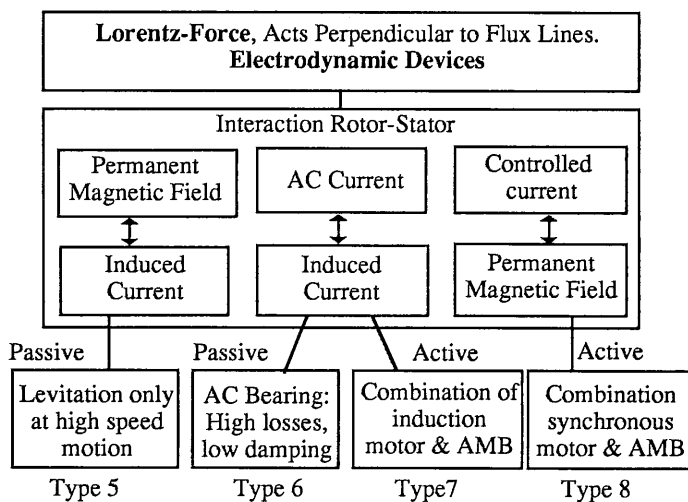 Lorentz-Force, Acts Perpendicular to Flux Lines.
Electrodynamic Devices
Interaction Rotor-Stator
Permanent
Magnetic Field
AC Current
Controlled
current
Induced
Current
Induced
Current
Permanent
Magnetic Field
Passive
Passive
Active
Active
Levitation only
at high speed
motion
AC Bearing:
High losses,
low damping
Combination of
induction
motor & AMB
Combination
synchronous
motor & AMB
Type 5
Type 6
Type7
Type 8